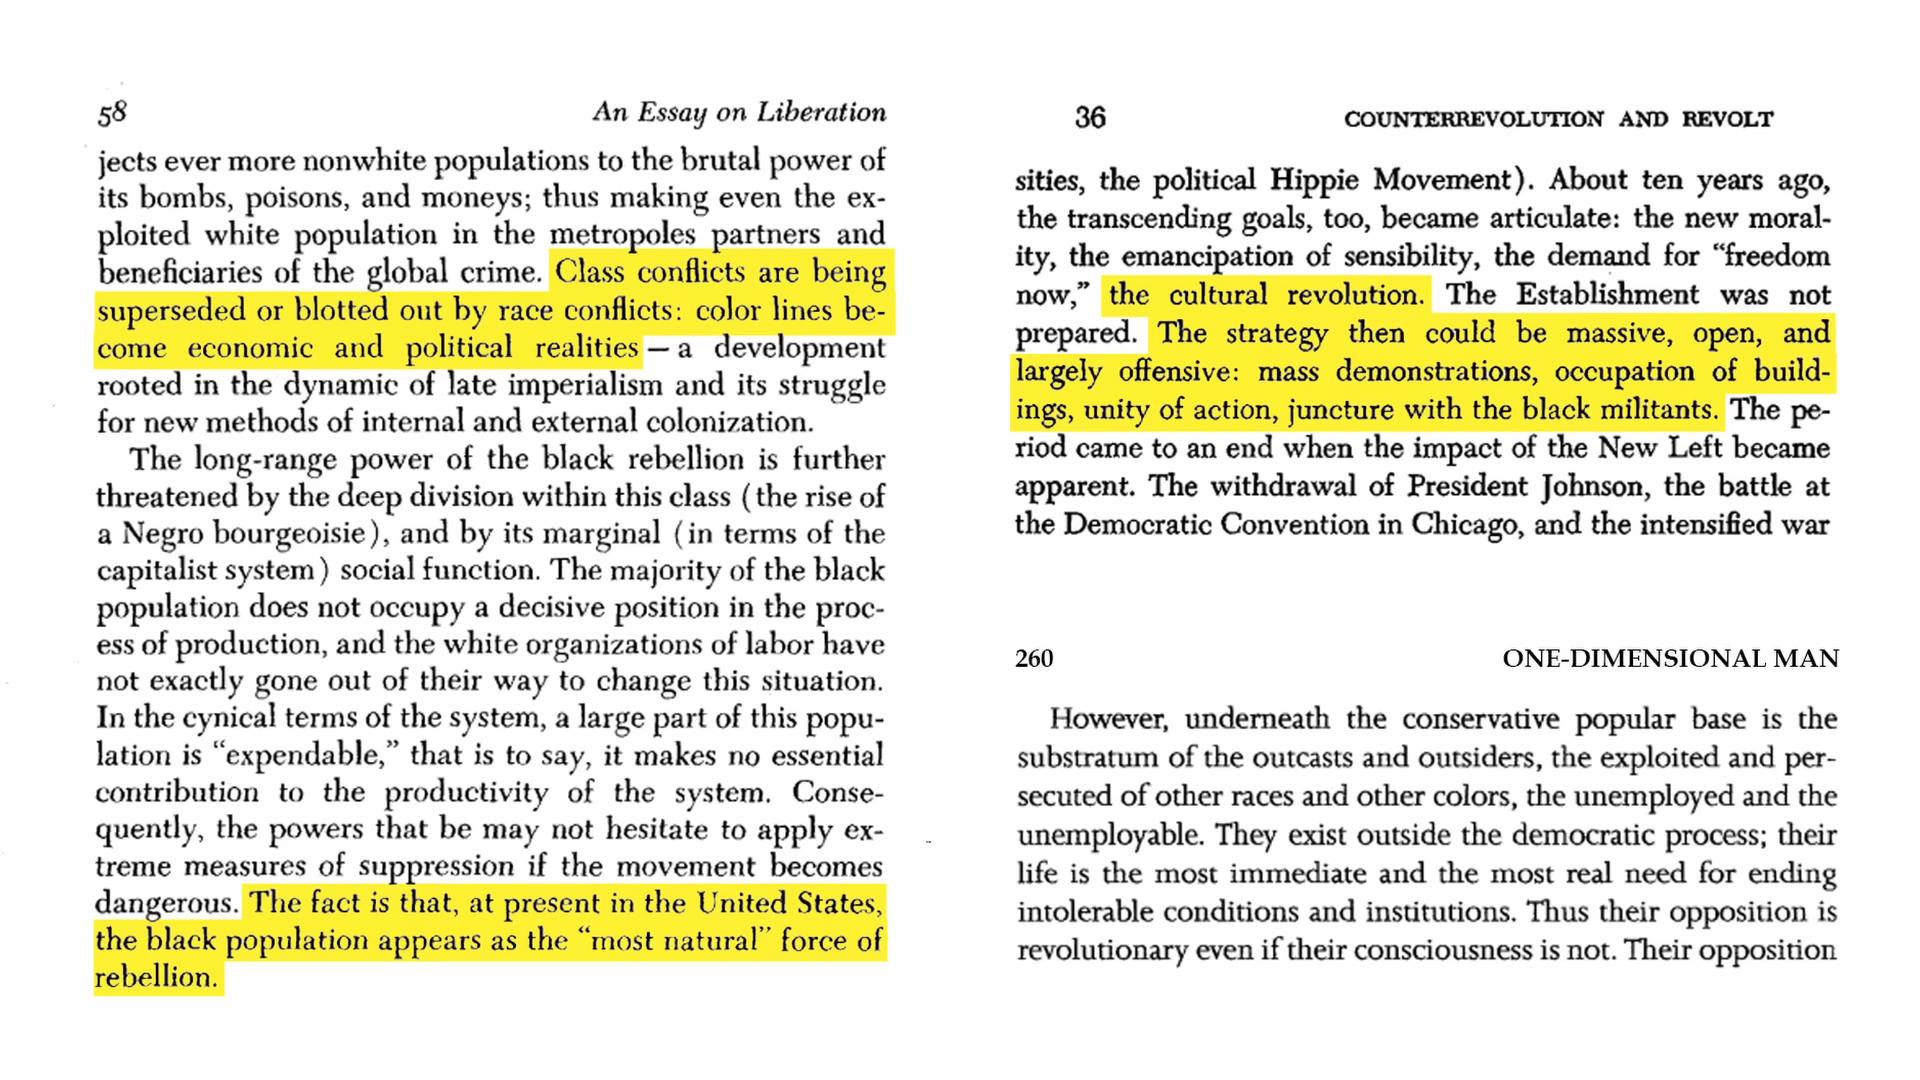 58 An Essay on Liberation
jects ever more nonwhite populations to the brutal power of
its bombs, poisons, and moneys; thus making even the ex-
ploited white population in the metropoles partners and
beneficiaries of the global crime. Class conflicts are being
superseded or blotted out by race conflicts: color lines be-
come economic and political realities — a development
rooted in the dynamic of late imperialism and its struggle
for new methods of internal and external colonization.
The long-range power of the black rebellion is further
threatened by the deep division within this class (the rise of
a Negro bourgeoisie), and by its marginal (in terms of the
capitalist system) social function. The majority of the black
population does not occupy a decisive position in the proc-
ess of production, and the white organizations of labor have
not exactly gone out of their way to change this situation.
In the cynical terms of the system, a large part of this popu-
lation is “expendable,” that is to say, it makes no essential
contribution to the productivity of the system. Conse-
quently, the powers that be may not hesitate to apply ex-
treme measures of suppression if the movement becomes
dangerous. The fact is that, at present in the United States,
the black population appears as the “most natural” force of
rebellion.
36 COUNTERREVOLUTION AND REVOLT
sities, the political Hippie Movement). About ten years ago,
the transcending goals, too, became articulate: the new moral-
ity, the emancipation of sensibility, the demand for “freedom
now,” the cultural revolution. The Establishment was not
prepared. The strategy then could be massive, open, and
largely offensive: mass demonstrations, occupation of build-
ings, unity of action, juncture with the black militants. The pe-
riod came to an end when the impact of the New Left became
apparent. The withdrawal of President Johnson, the battle at
the Democratic Convention in Chicago, and the intensified war
260 ONE-DIMENSIONAL MAN
However, underneath the conservative popular base is the
substratum of the outcasts and outsiders, the exploited and per-
secuted of other races and other colors, the unemployed and the
unemployable. They exist outside the democratic process; their
life is the most immediate and the most real need for ending
intolerable conditions and institutions. Thus their opposition is
revolutionary even if their consciousness is not. Their opposition